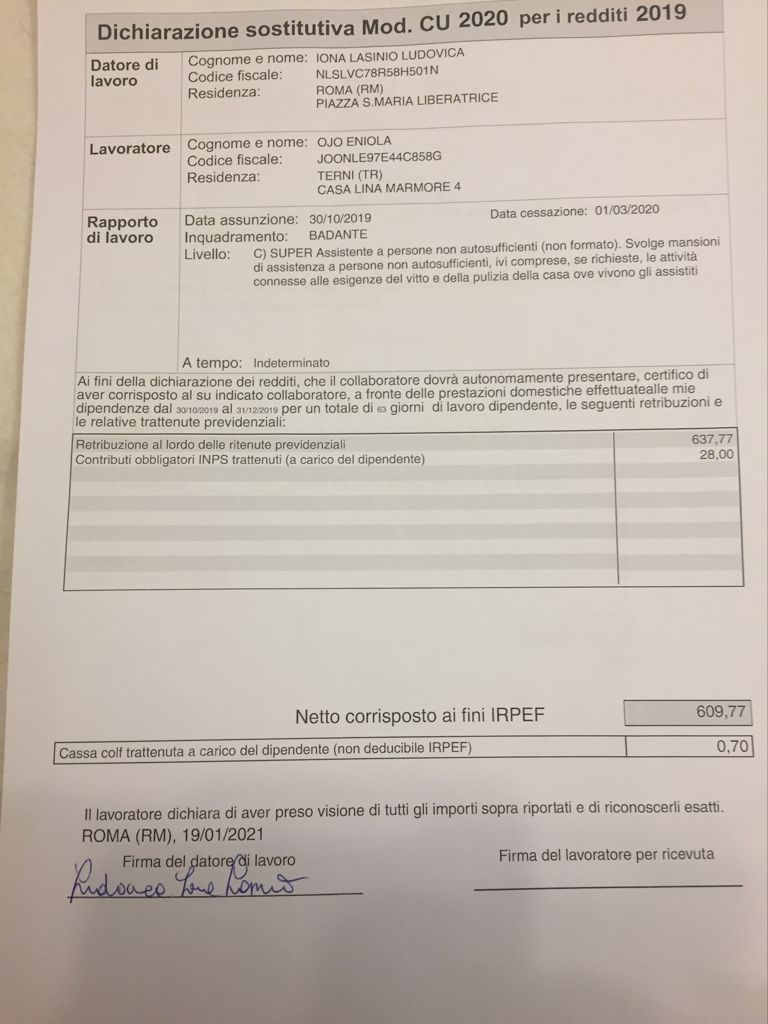 Dichiarazione sostitutiva Mod. CU 2020 per i redditi 2019
Datore di lavoro
Cognome e nome: IONA LASINIO LUDOVICA
Codice fiscale: NLSLVC78R58H501N
Residenza: ROMA (RM)
PIAZZA S.MARIA LIBERATRICE
Lavoratore
Cognome e nome: OJO ENIOLA
Codice fiscale: JOONLE97E44C858G
Residenza: TERNI (TR)
CASA LINA MARMORE 4
Rapporto di lavoro
Data assunzione: 30/10/2019 Data cessazione: 01/03/2020
Inquadramento: BADANTE
Livello: C) SUPER Assistente a persone non autosufficienti (non formato). Svolge mansioni
di assistenza a persone non autosufficienti, ivi comprese, se richieste, le attività
connesse alle esigenze del vitto e della pulizia della casa ove vivono gli assistiti
A tempo: Indeterminato
Ai fini della dichiarazione dei redditi, che il collaboratore dovrà autonomamente presentare, certifico di
aver corrisposto al su indicato collaboratore, a fronte delle prestazioni domestiche effettuatealle mie
dipendenze dal 30/10/2019 al 31/12/2019 per un totale di 63 giorni di lavoro dipendente, le seguenti retribuzioni e
le relative trattenute previdenziali:
Retribuzione al lordo delle ritenute previdenziali 637,77
Contributi obbligatori INPS trattenuti (a carico del dipendente) 28,00
Netto corrisposto ai fini IRPEF 609,77
Cassa colf trattenuta a carico del dipendente (non deducibile IRPEF) 0,70
Il lavoratore dichiara di aver preso visione di tutti gli importi sopra riportati e di riconoscerli esatti.
ROMA (RM), 19/01/2021
Firma del datore di lavoro Firma del lavoratore per ricevuta